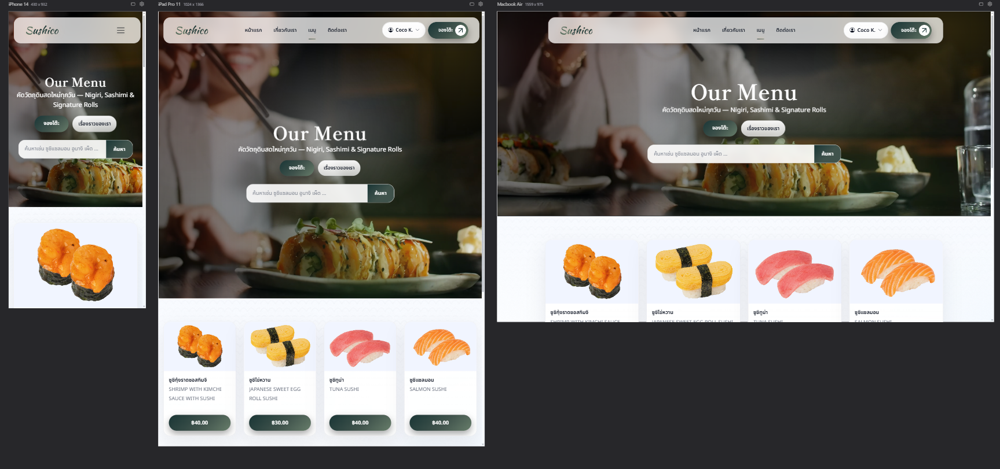 iPhone 14 430 x 932
Sushico
Our Menu
คัดวัตถุดิบสดใหม่ทุกวัน — Nigiri, Sashimi &
Signature Rolls
จองโต๊ะ
เรื่องราวของเรา
ค้นหาเช่น ซูชิแซลมอน อูนางิ เผ็ด ...
ค้นหา
iPad Pro 11 1024 x 1366
Sushico
หน้าแรก
เกี่ยวกับเรา
เมนู
ติดต่อเรา
Coco K.
จองโต๊ะ
Our Menu
คัดวัตถุดิบสดใหม่ทุกวัน — Nigiri, Sashimi & Signature Rolls
จองโต๊ะ
เรื่องราวของเรา
ค้นหาเช่น ซูชิแซลมอน อูนางิ เผ็ด ...
ค้นหา
ซูชิกุ้งราดซอสกิมจิ
SHRIMP WITH KIMCHI
SAUCE WITH SUSHI
฿40.00
ซูชิไข่หวาน
JAPANESE SWEET EGG
ROLL SUSHI
฿30.00
ซูชิทูน่า
TUNA SUSHI
฿40.00
ซูชิแซลมอน
SALMON SUSHI
฿40.00
Macbook Air 1559 x 975
Sushico
หน้าแรก
เกี่ยวกับเรา
เมนู
ติดต่อเรา
Coco K.
จองโต๊ะ
Our Menu
คัดวัตถุดิบสดใหม่ทุกวัน — Nigiri, Sashimi & Signature Rolls
จองโต๊ะ
เรื่องราวของเรา
ค้นหาเช่น ซูชิแซลมอน อูนางิ เผ็ด ...
ค้นหา
ซูชิกุ้งราดซอสกิมจิ
SHRIMP WITH KIMCHI SAUCE
ซูชิไข่หวาน
JAPANESE SWEET EGG ROLL SUSHI
ซูชิทูน่า
TUNA SUSHI
ซูชิแซลมอน
SALMON SUSHI